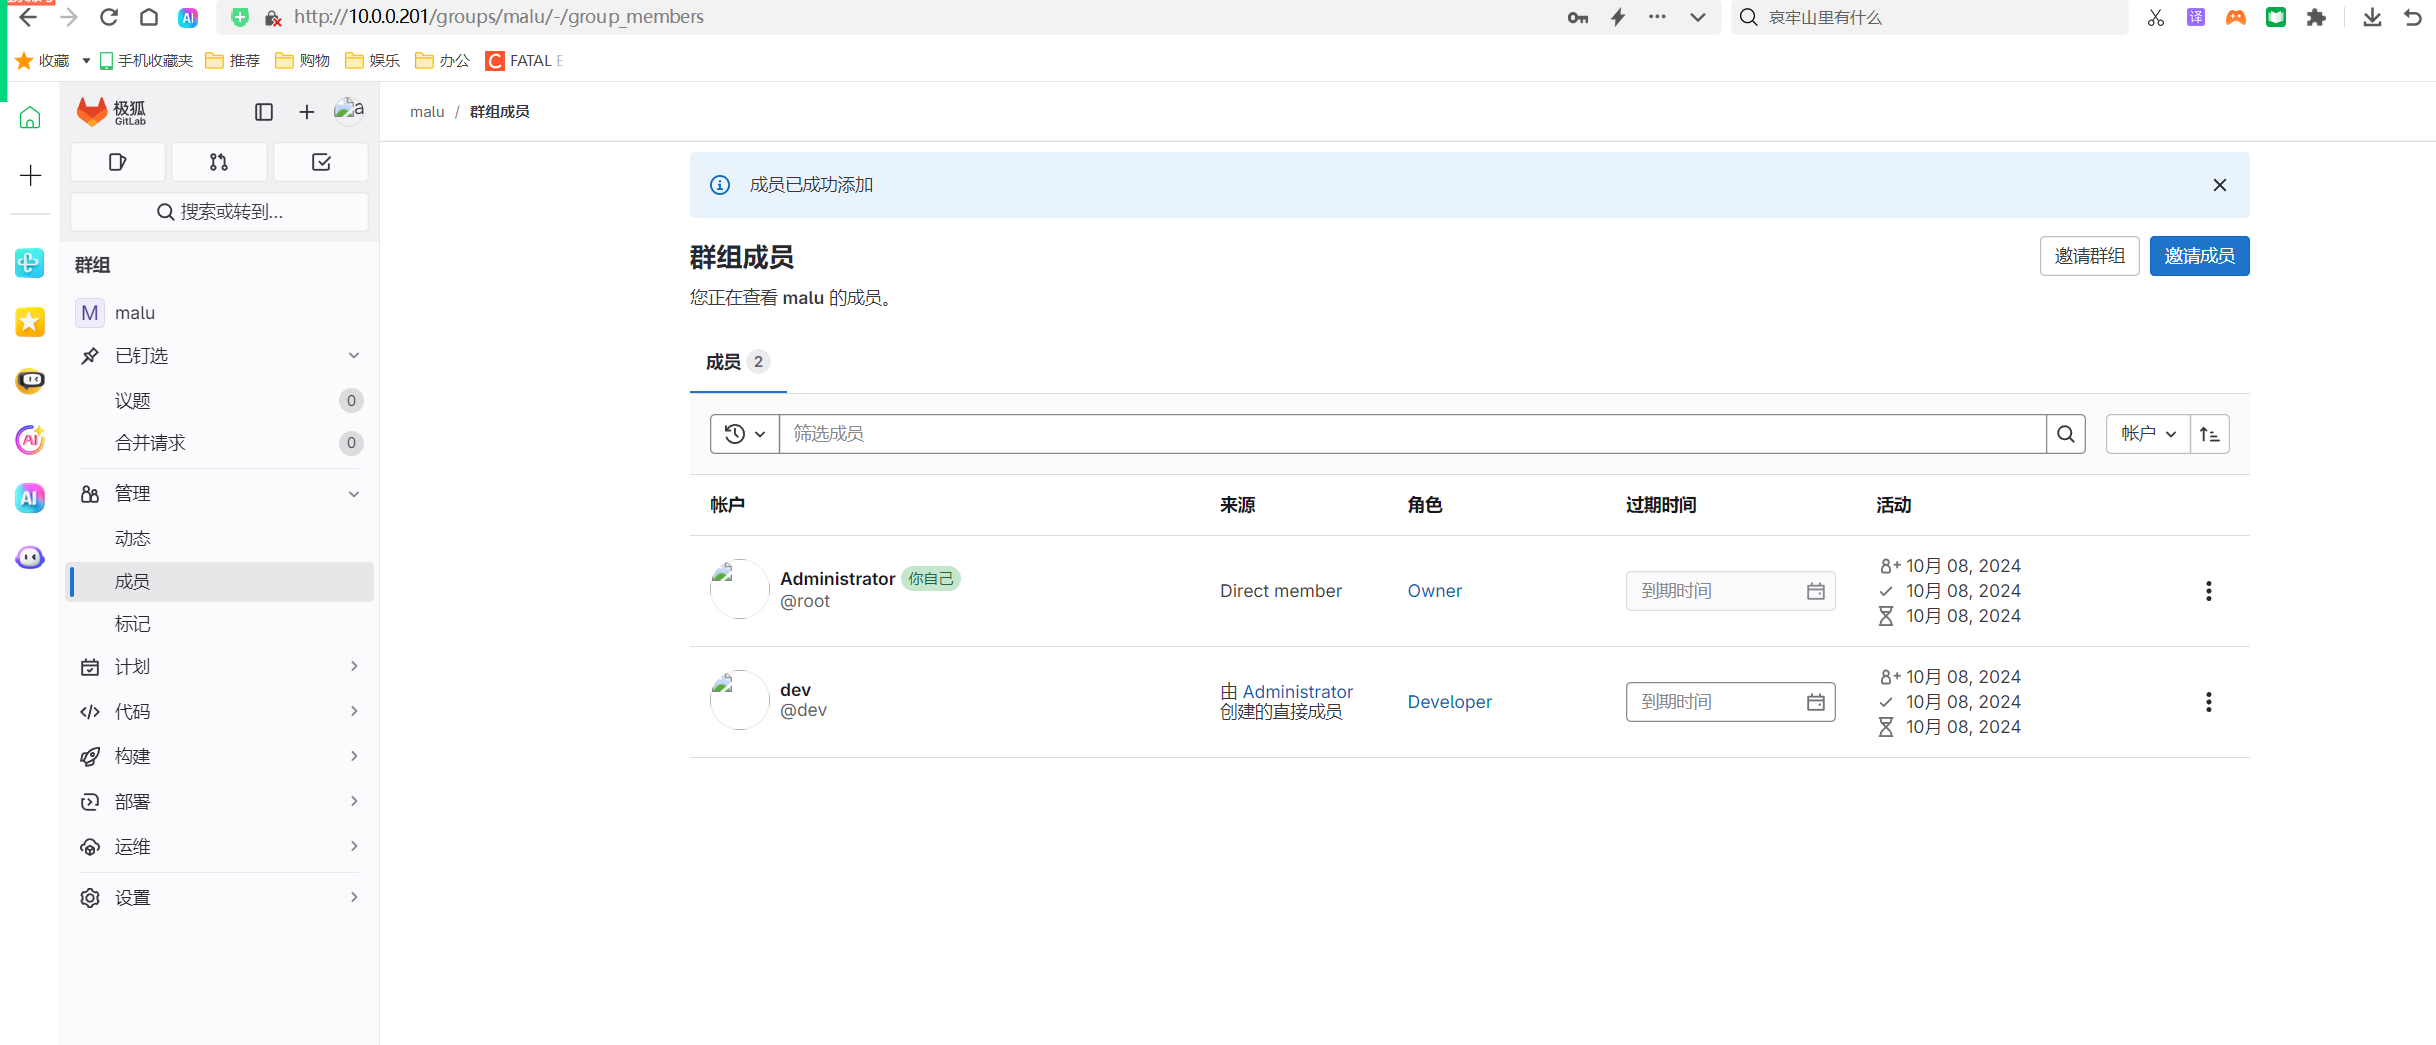 http://10.0.0.201/groups/malu/-/group_members
哀牢山里有什么
译
收藏
手机收藏夹
推荐
购物
娱乐
办公
FATAL E
极狐
GitLab
a
malu / 群组成员
搜索或转到...
群组
M malu
已钉选
议题 0
合并请求 0
管理
动态
成员
标记
计划
代码
构建
部署
运维
设置
成员已成功添加
群组成员
邀请群组
邀请成员
您正在查看 malu 的成员。
成员 2
筛选成员
帐户
帐户 来源 角色 过期时间 活动
Administrator 你自己
@root
Direct member
Owner
到期时间
10月 08, 2024
10月 08, 2024
10月 08, 2024
dev
@dev
由 Administrator
创建的直接成员
Developer
到期时间
10月 08, 2024
10月 08, 2024
10月 08, 2024